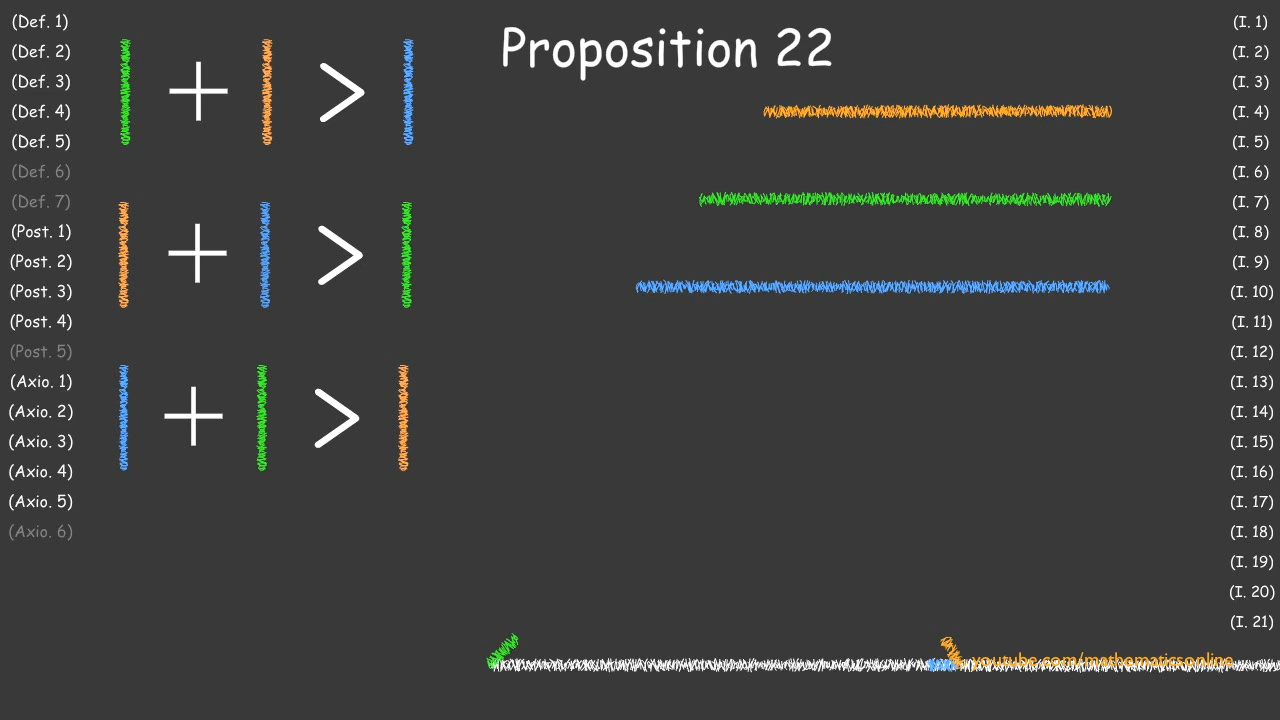 Proposition 22
(Def. 1)
(Def. 2)
(Def. 3)
(Def. 4)
(Def. 5)
(Def. 6)
(Def. 7)
(Post. 1)
(Post. 2)
(Post. 3)
(Post. 4)
(Post. 5)
(Axio. 1)
(Axio. 2)
(Axio. 3)
(Axio. 4)
(Axio. 5)
(Axio. 6)
+ >
+ >
+ >
(I. 1)
(I. 2)
(I. 3)
(I. 4)
(I. 5)
(I. 6)
(I. 7)
(I. 8)
(I. 9)
(I. 10)
(I. 11)
(I. 12)
(I. 13)
(I. 14)
(I. 15)
(I. 16)
(I. 17)
(I. 18)
(I. 19)
(I. 20)
(I. 21)
youtube.com/mathematicsonline